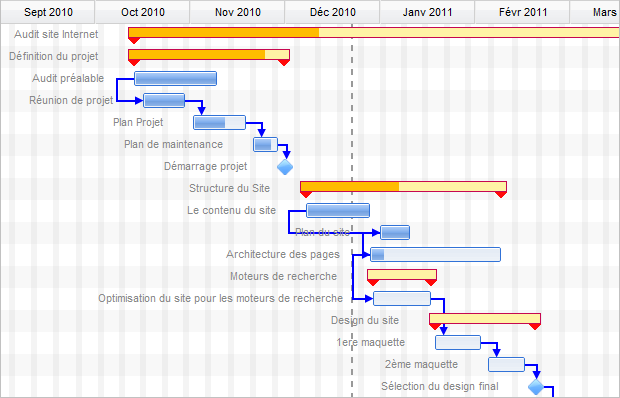 Sept 2010 Oct 2010 Nov 2010 Déc 2010 Janv 2011 Févr 2011 Mars
Audit site Internet
Définition du projet
Audit préalable
Réunion de projet
Plan Projet
Plan de maintenance
Démarrage projet
Structure du Site
Le contenu du site
Plan du site
Architecture des pages
Moteurs de recherche
Optimisation du site pour les moteurs de recherche
Design du site
1ere maquette
2ème maquette
Sélection du design final